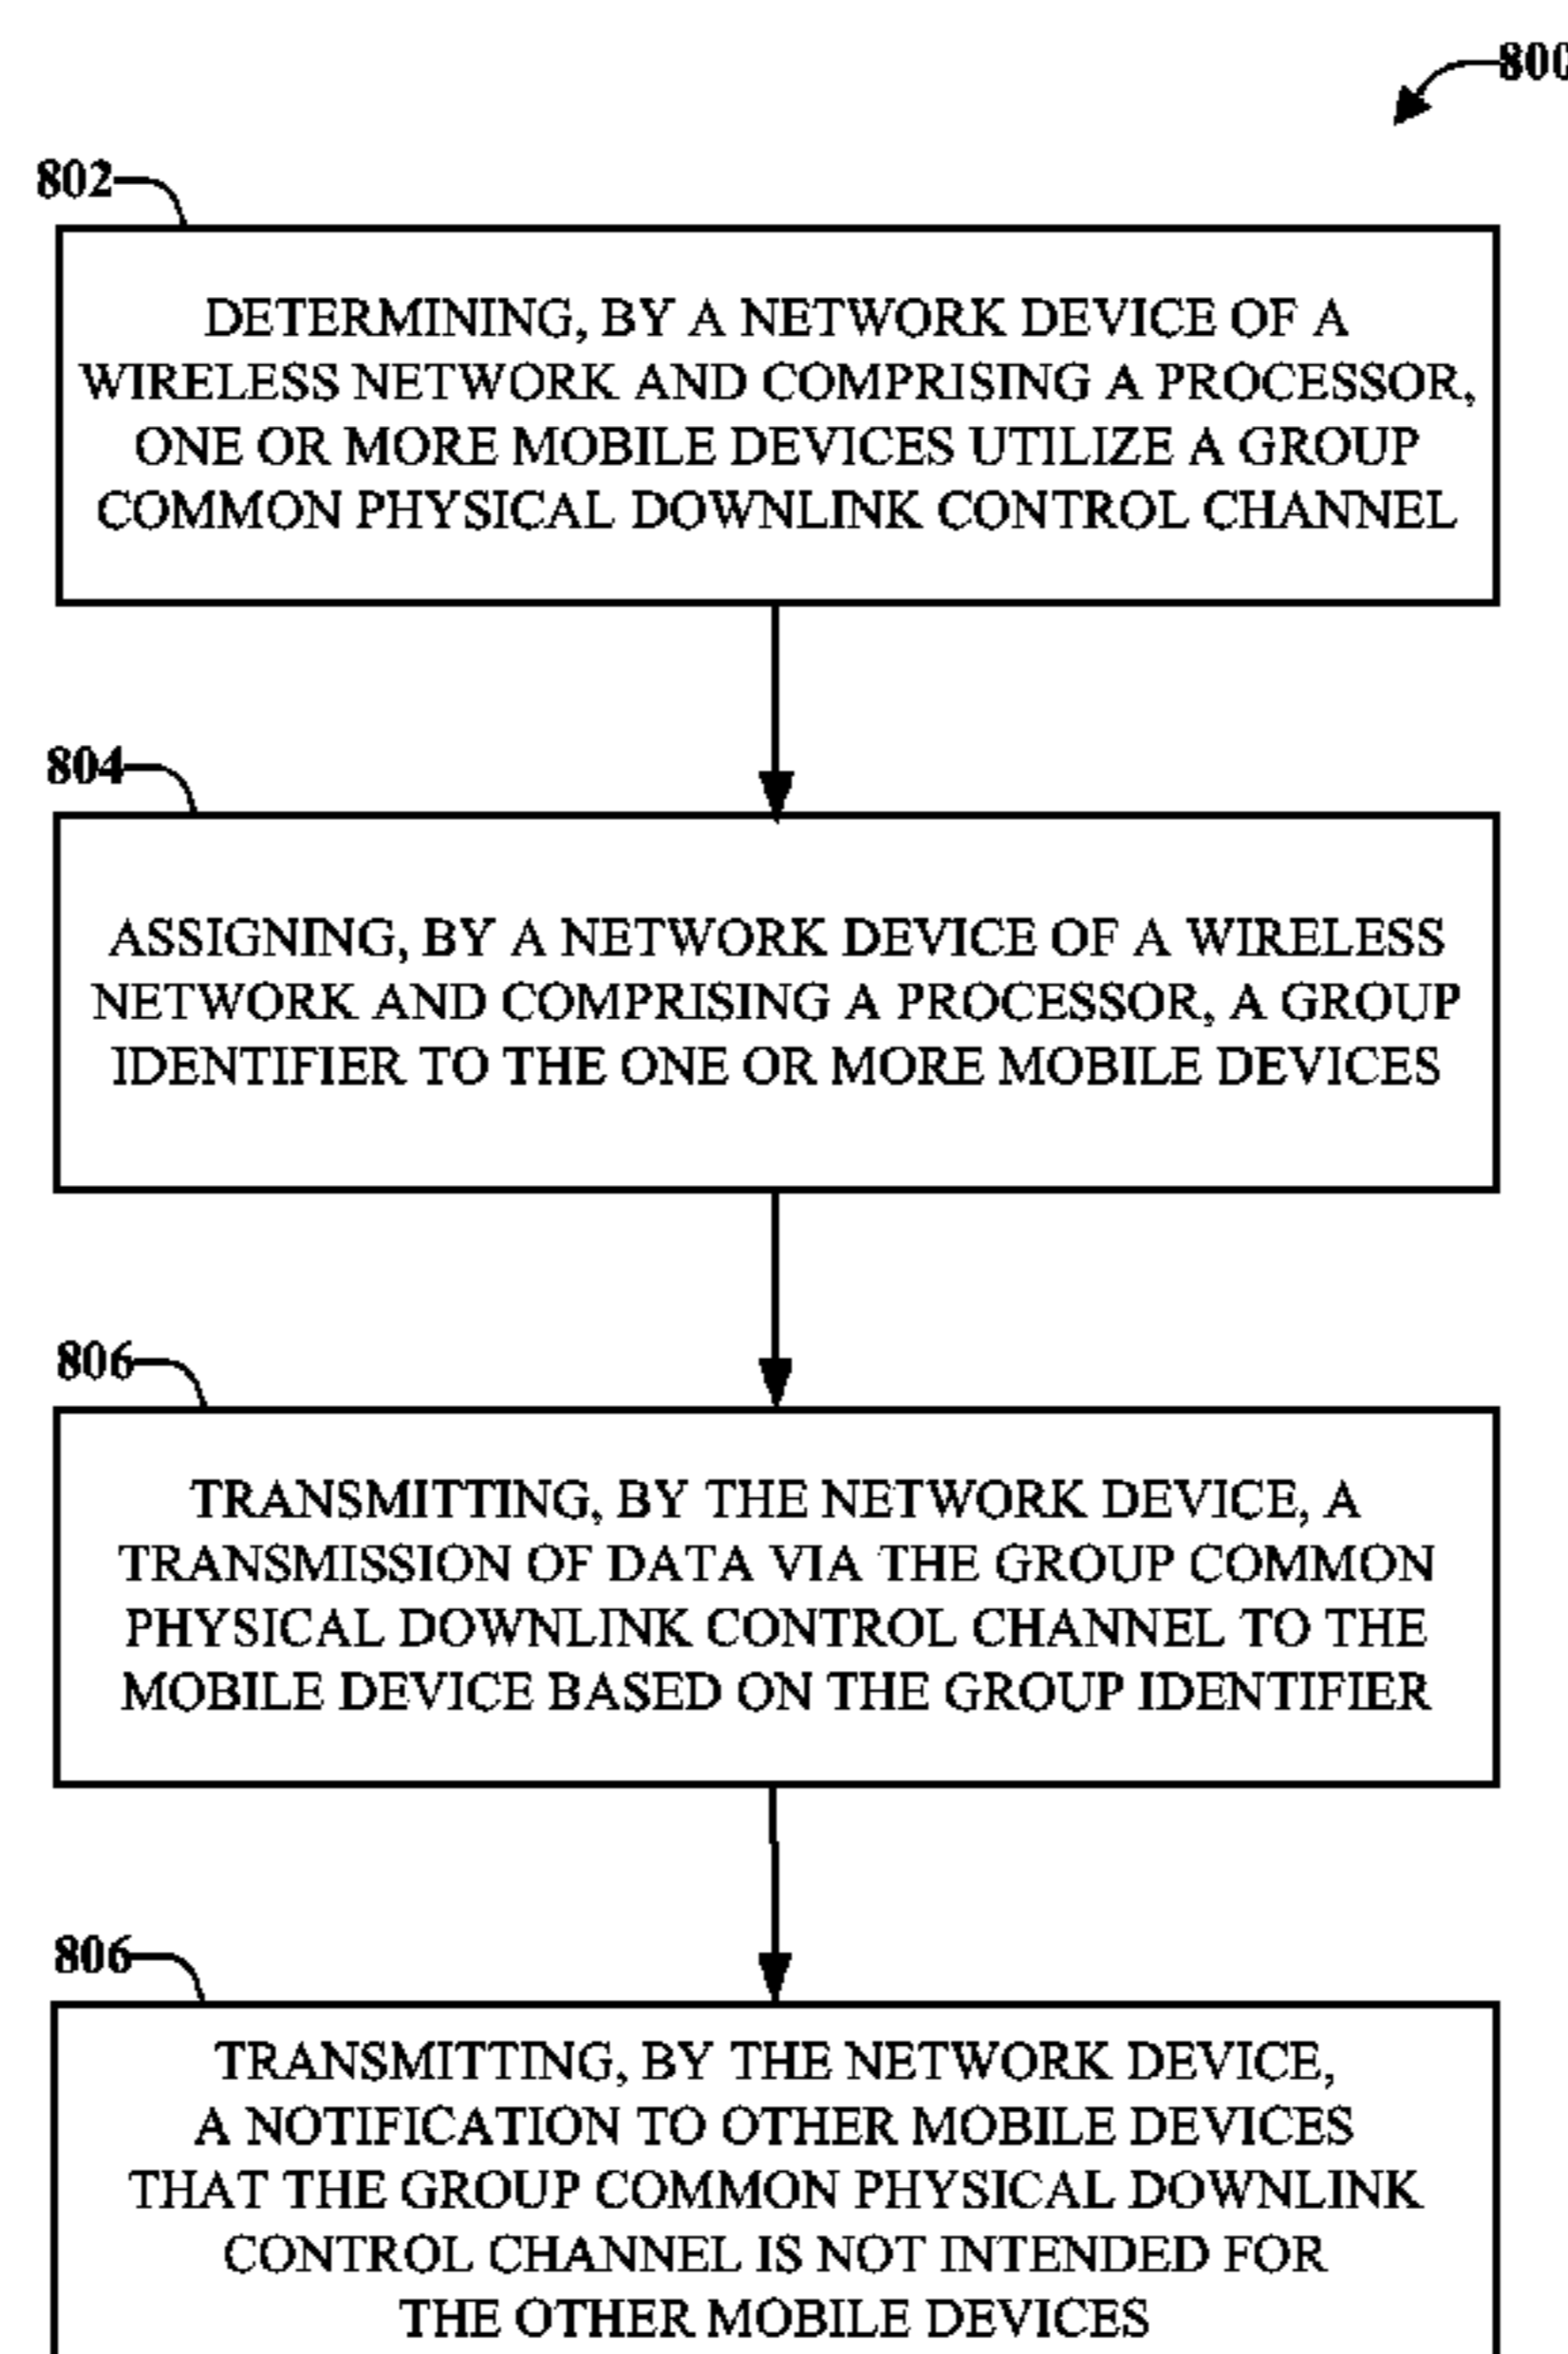 800
802
DETERMINING, BY A NETWORK DEVICE OF A
WIRELESS NETWORK AND COMPRISING A PROCESSOR,
ONE OR MORE MOBILE DEVICES UTILIZE A GROUP
COMMON PHYSICAL DOWNLINK CONTROL CHANNEL
804
ASSIGNING, BY A NETWORK DEVICE OF A WIRELESS
NETWORK AND COMPRISING A PROCESSOR, A GROUP
IDENTIFIER TO THE ONE OR MORE MOBILE DEVICES
806
TRANSMITTING, BY THE NETWORK DEVICE, A
TRANSMISSION OF DATA VIA THE GROUP COMMON
PHYSICAL DOWNLINK CONTROL CHANNEL TO THE
MOBILE DEVICE BASED ON THE GROUP IDENTIFIER
806
TRANSMITTING, BY THE NETWORK DEVICE,
A NOTIFICATION TO OTHER MOBILE DEVICES
THAT THE GROUP COMMON PHYSICAL DOWNLINK
CONTROL CHANNEL IS NOT INTENDED FOR
THE OTHER MOBILE DEVICES